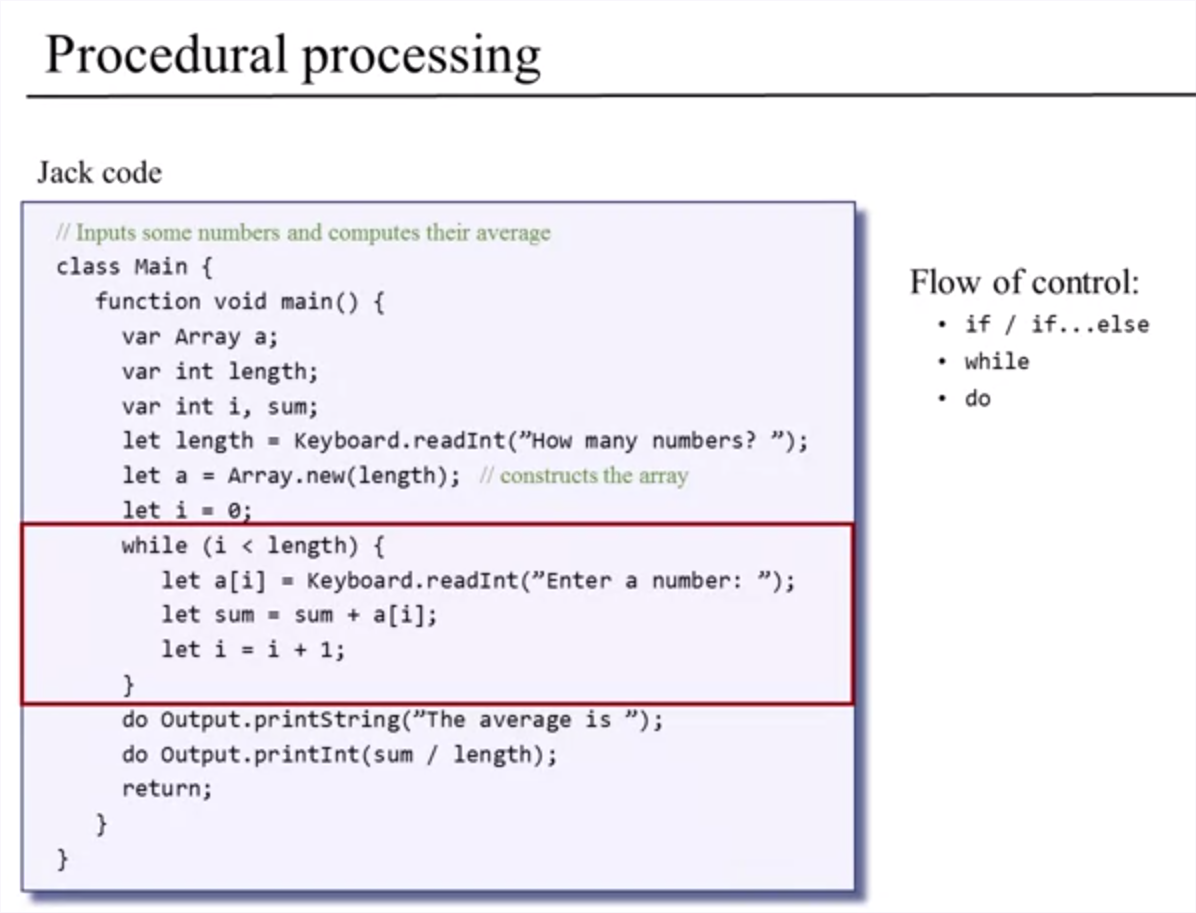 Procedural processing
Jack code
// Inputs some numbers and computes their average
class Main {
function void main() {
var Array a;
var int length;
var int i, sum;
let length = Keyboard.readInt(”How many numbers? ”);
let a = Array.new(length); // constructs the array
let i = 0;
while (i < length) {
let a[i] = Keyboard.readInt(”Enter a number: ”);
let sum = sum + a[i];
let i = i + 1;
}
do Output.printString(”The average is ”);
do Output.printInt(sum / length);
return;
}
}
Flow of control:
• if / if...else
• while
• do